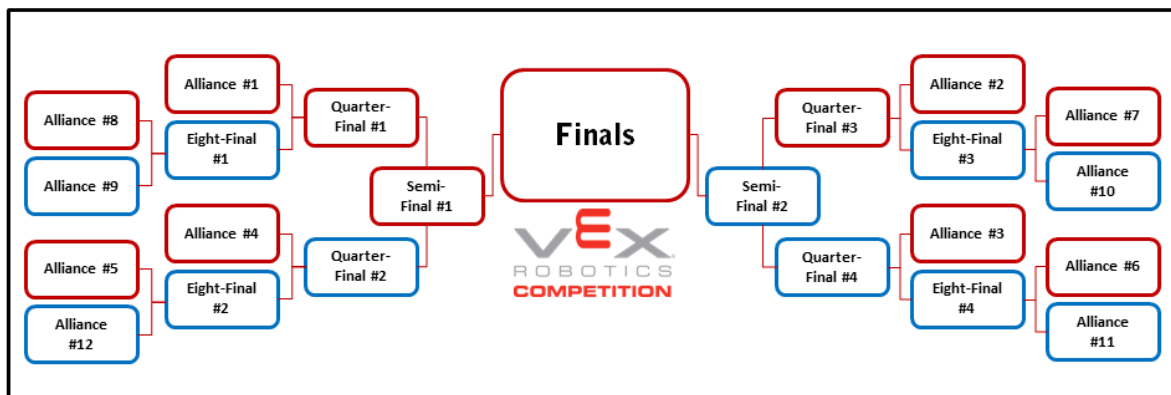 Alliance #1
Alliance #8
Quarter-
Final #1
Eight-Final
#1
Alliance #9
Semi-
Final #1
Alliance #4
Alliance #5
Quarter-
Final #2
Eight-Final
#2
Alliance
#12
Finals
VEX
ROBOTICS
COMPETITION
Alliance #2
Quarter-
Final #3
Alliance #7
Eight-Final
#3
Alliance
#10
Semi-
Final #2
Alliance #3
Quarter-
Final #4
Alliance #6
Eight-Final
#4
Alliance
#11